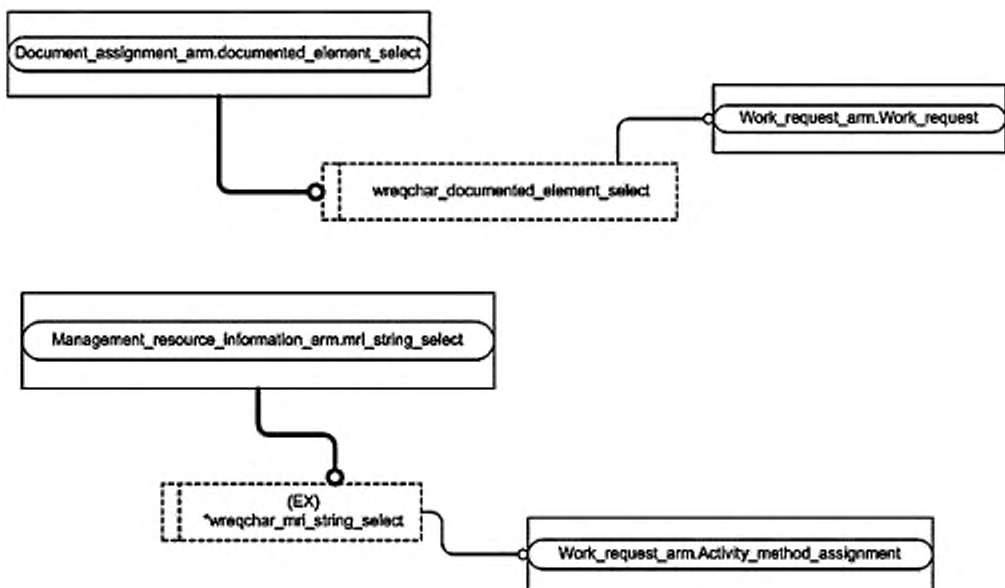 Document_assignment_arm.documented_element_select
Work_request_arm.Work_request
wreqchar_documented_element_select
Management_resource_information_arm.mri_string_select
(EX)
*wreqchar_mri_string_select
Work_request_arm.Activity_method_assignment